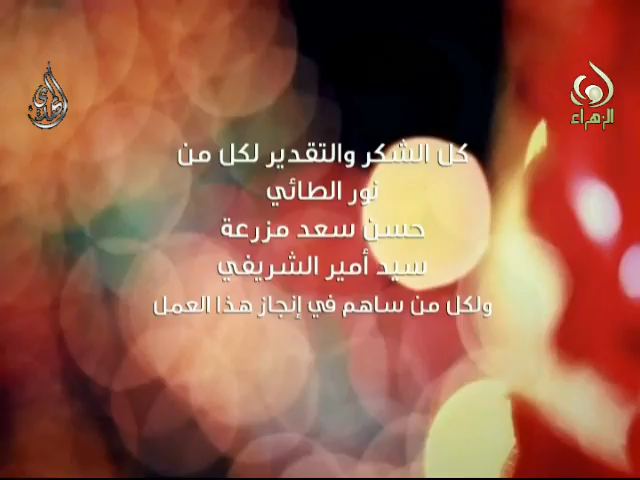 الزهراء
كل الشكر والتقدير لكل من
نور الطائي
حسن سعد مزرعة
سيد أمير الشريفي
ولكل من ساهم في إنجاز هذا العمل